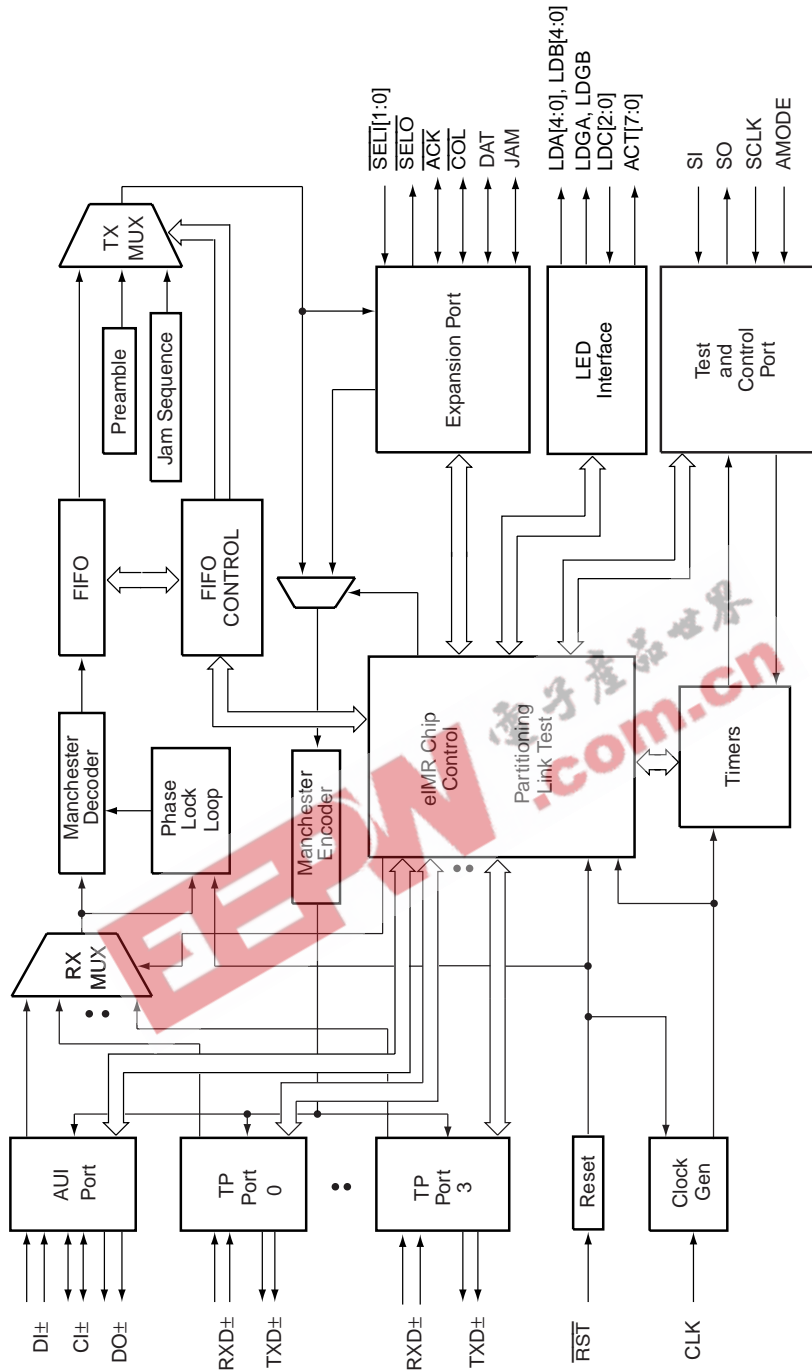 DI±
CI±
DO±
RXD±
TXD±
RXD±
TXD±
RST
CLK
AUI
Port
TP
Port
0
TP
Port
3
Reset
Clock
Gen
RX
MUX
Manchester
Decoder
Phase
Lock
Loop
Manchester
Encoder
eIMR Chip
Control
Partitioning
Link Test
Timers
FIFO
FIFO
CONTROL
Preamble
Jam Sequence
TX
MUX
Expansion Port
LED
Interface
Test
and
Control
Port
SELI[1:0]
SELO
ACK
COL
DAT
JAM
LDA[4:0], LDB[4:0]
LDGA, LDGB
LDC[2:0]
ACT[7:0]
SI
SO
SCLK
AMODE
EEPW
.com.cn
電子產品世界